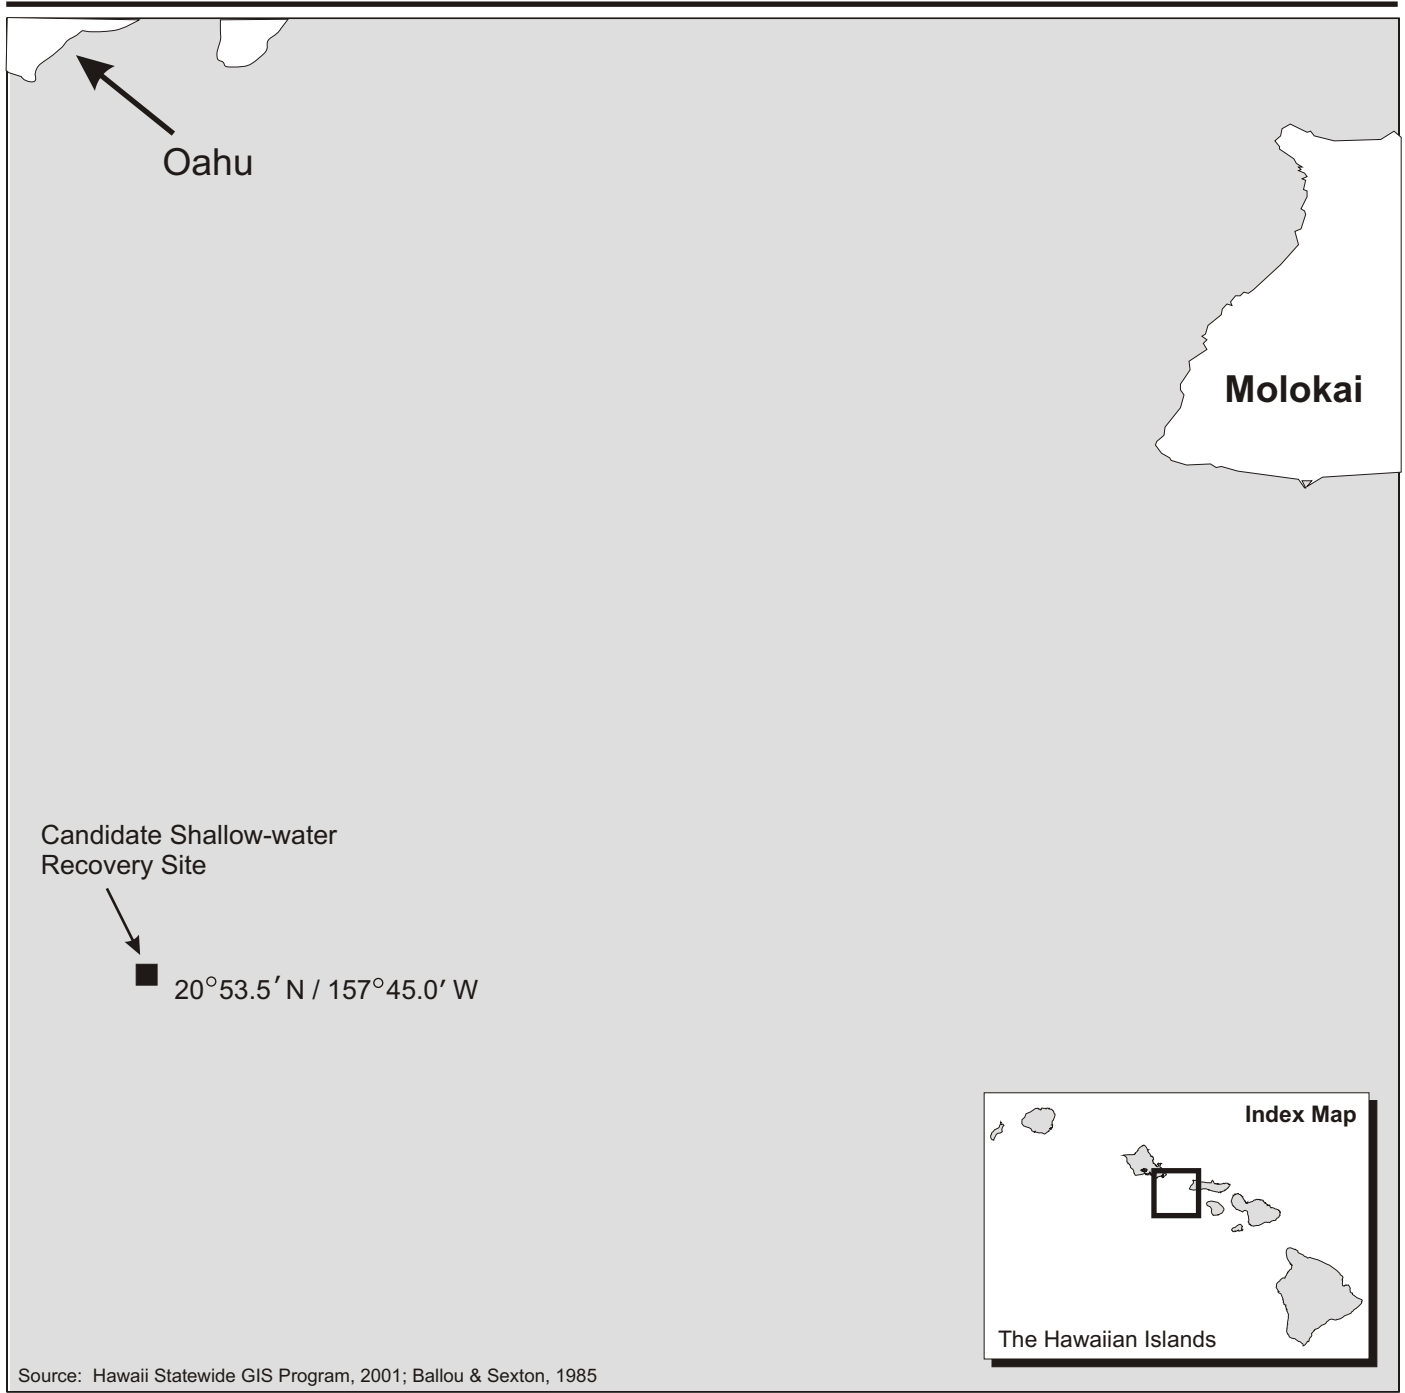 Oahu
Molokai
Candidate Shallow-water
Recovery Site
20°53.5′ N / 157°45.0′ W
Index Map
The Hawaiian Islands
Source: Hawaii Statewide GIS Program, 2001; Ballou & Sexton, 1985